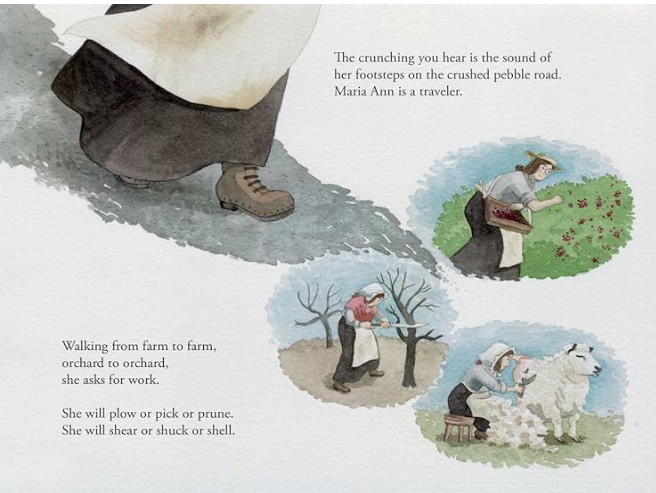 The crunching you hear is the sound of
her footsteps on the crushed pebble road.
Maria Ann is a traveler.
Walking from farm to farm,
orchard to orchard,
she asks for work.
She will plow or pick or prune.
She will shear or shuck or shell.